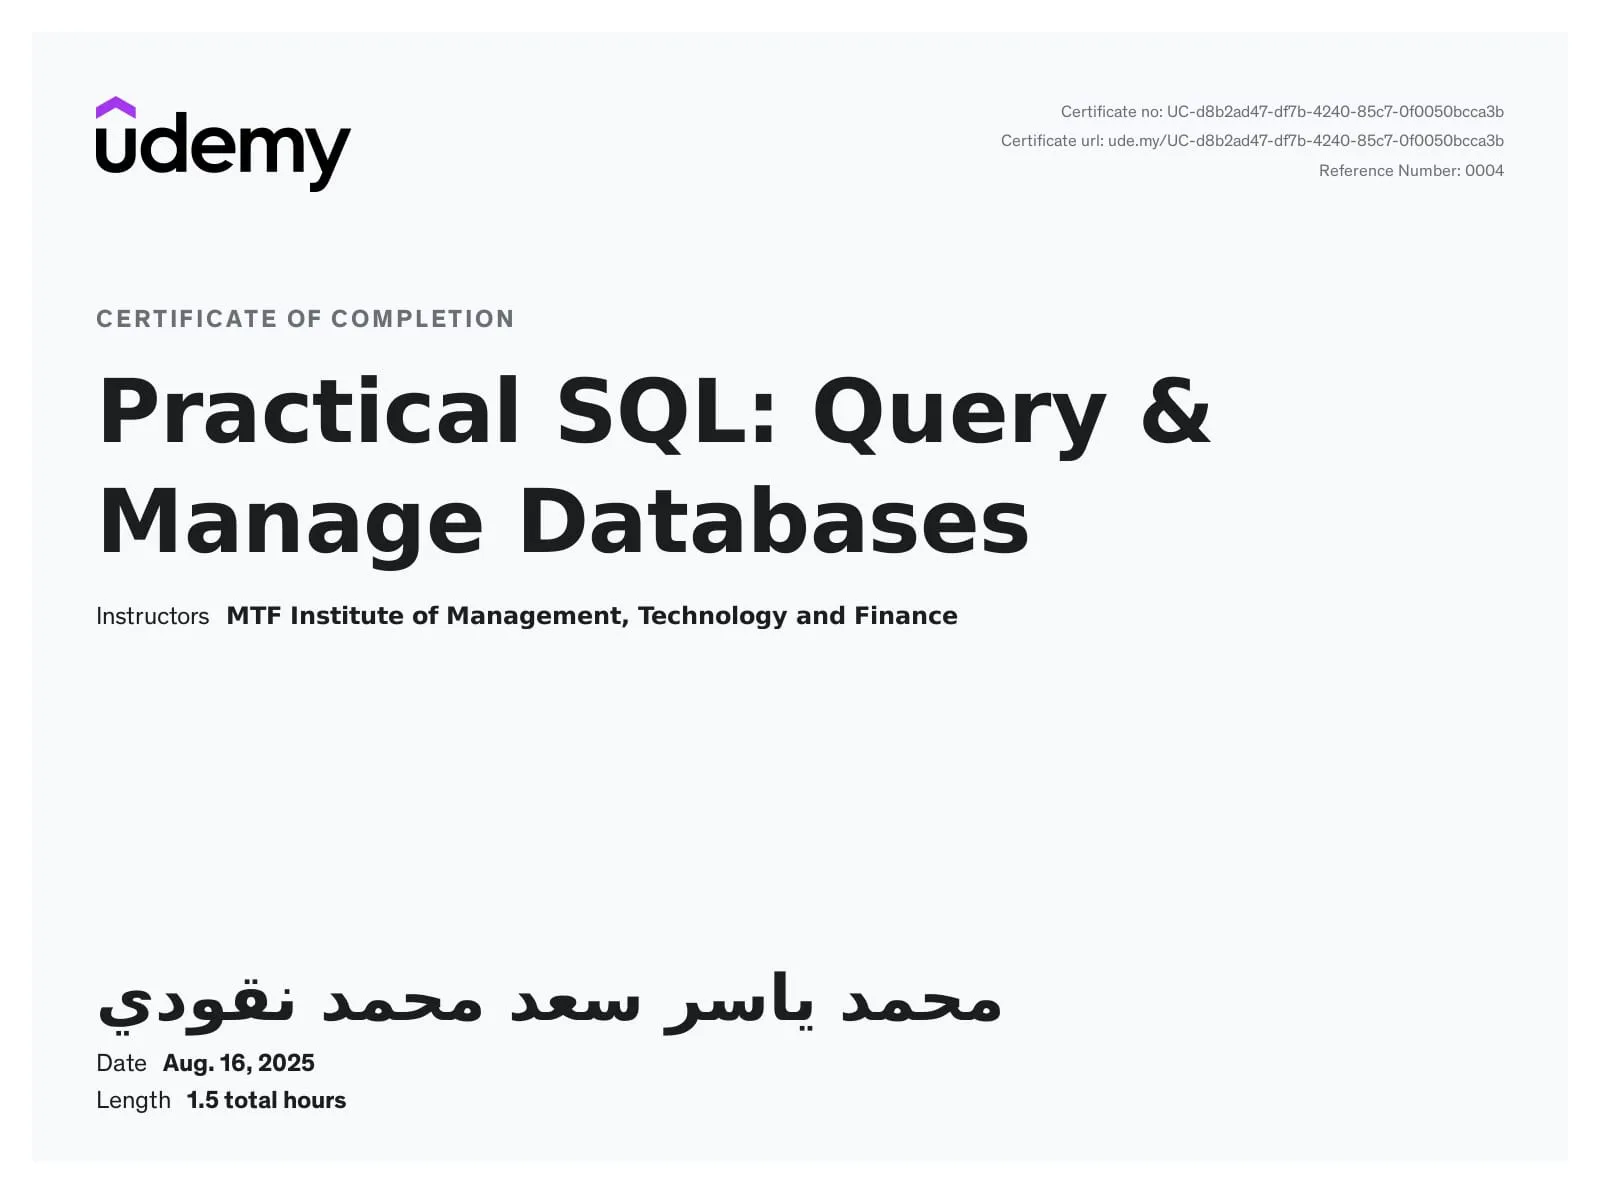 udemy
Certificate no: UC-d8b2ad47-df7b-4240-85c7-0f0050bcca3b
Certificate url: ude.my/UC-d8b2ad47-df7b-4240-85c7-0f0050bcca3b
Reference Number: 0004
CERTIFICATE OF COMPLETION
Practical SQL: Query &
Manage Databases
Instructors MTF Institute of Management, Technology and Finance
محمد ياسر سعد محمد نقودي
Date Aug. 16, 2025
Length 1.5 total hours